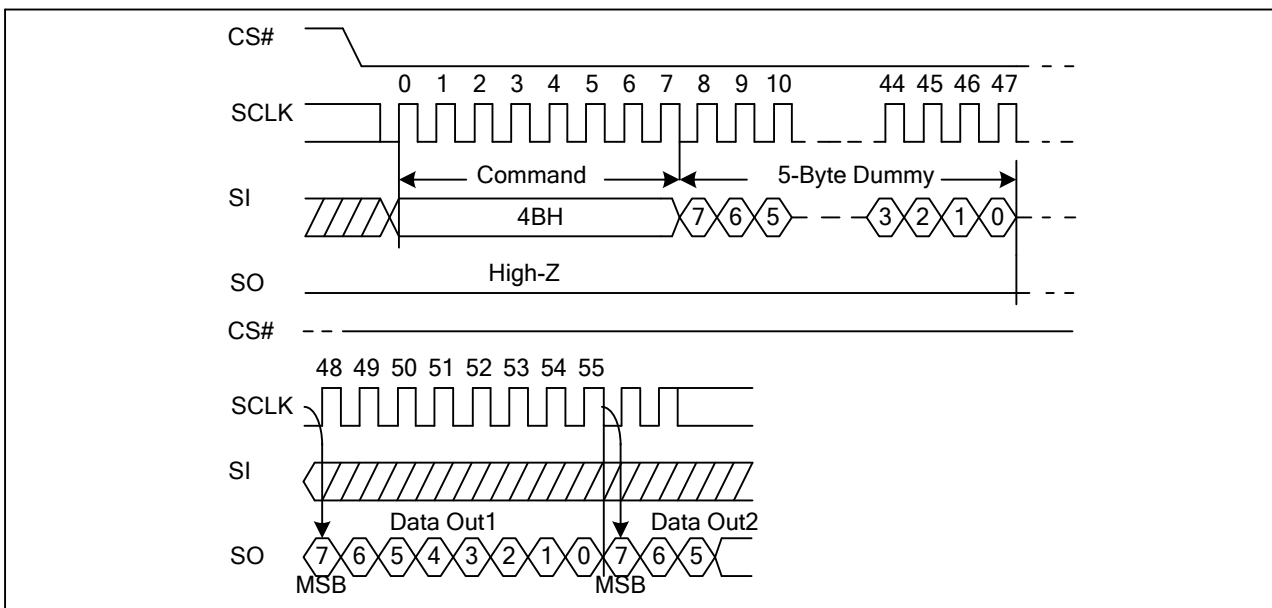 CS#
0 1 2 3 4 5 6 7 8 9 10 44 45 46 47
SCLK
Command 5-Byte Dummy
SI
4BH 7 6 5 3 2 1 0
High-Z
SO
CS#
48 49 50 51 52 53 54 55
SCLK
SI
Data Out1 Data Out2
SO 7 6 5 4 3 2 1 0 7 6 5
MSB MSB